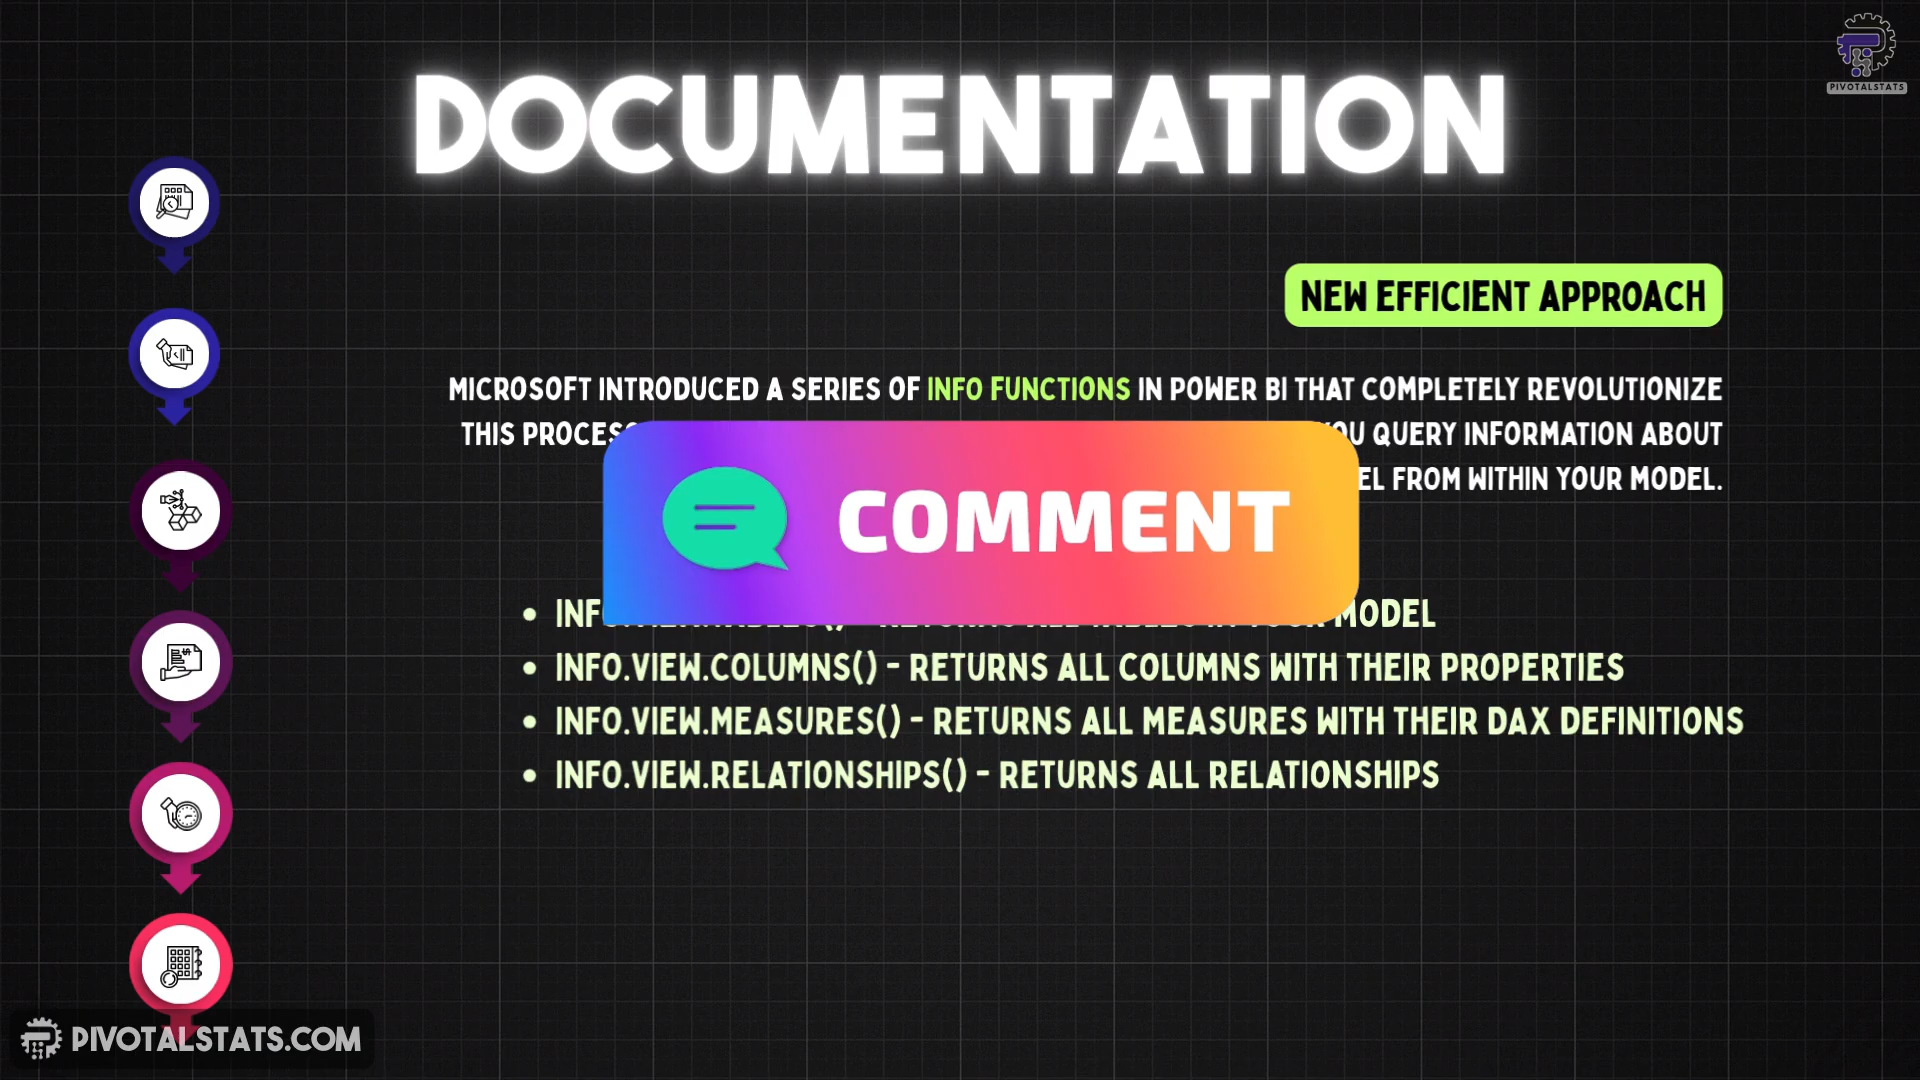 DOCUMENTATION
PIVOTALSTATS
NEW EFFICIENT APPROACH
MICROSOFT INTRODUCED A SERIES OF INFO FUNCTIONS IN POWER BI THAT COMPLETELY REVOLUTIONIZE
THIS PROCESS YOU QUERY INFORMATION ABOUT
FROM WITHIN YOUR MODEL.
COMMENT
MODEL
• INFO.VIEW.COLUMNS() - RETURNS ALL COLUMNS WITH THEIR PROPERTIES
• INFO.VIEW.MEASURES() - RETURNS ALL MEASURES WITH THEIR DAX DEFINITIONS
• INFO.VIEW.RELATIONSHIPS() - RETURNS ALL RELATIONSHIPS
PIVOTALSTATS.COM